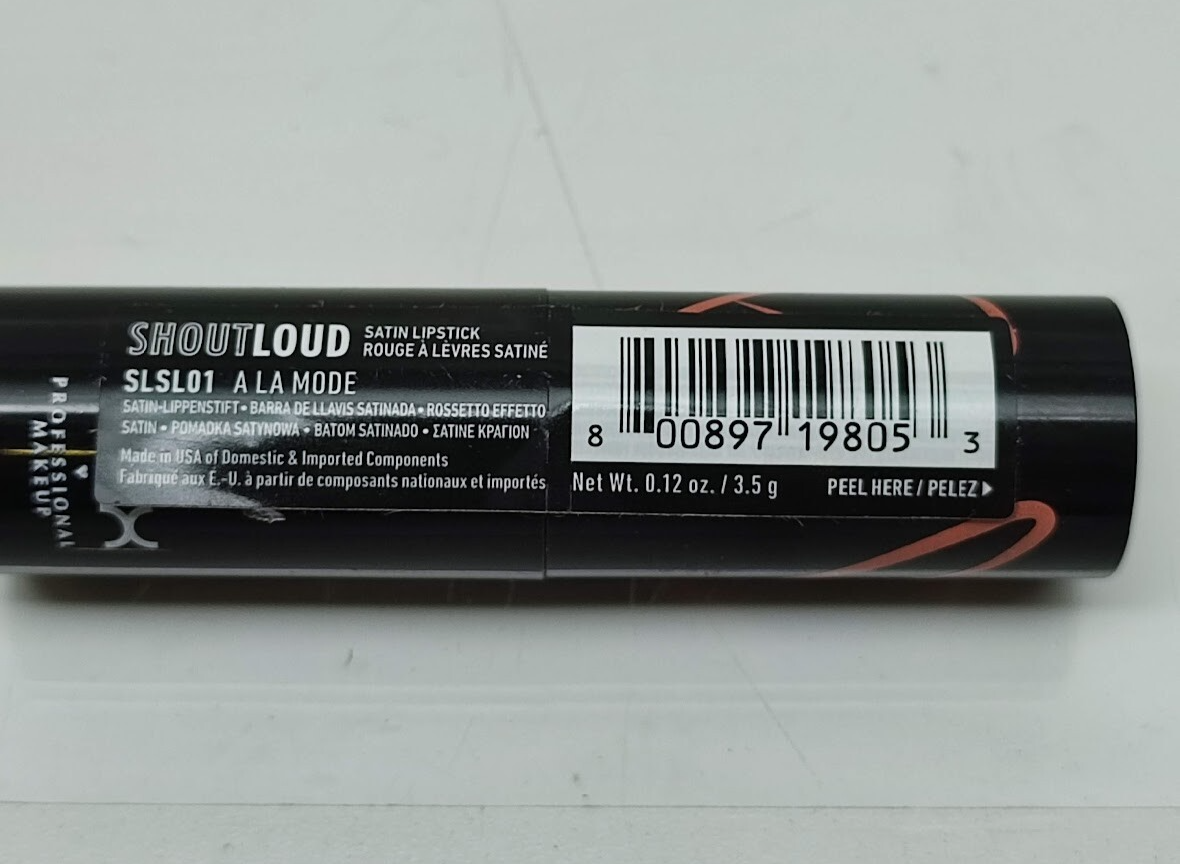 SHOUTLOUD SATIN LIPSTICK
ROUGE À LÈVRES SATINÉ
SLSL01 A LA MODE
SATIN-LIPPENSTIFT • BARRA DE LLAVIS SATINADA • ROSSETTO EFFETTO
SATIN • POMADKA SATYNOWA • BATOM SATINADO • ΣΑΤΙΝΕ ΚΡΑΓΙΟΝ
Made in USA of Domestic & Imported Components
Fabriqué aux E.-U. à partir de composants nationaux et importés
8 00897 19805 3
Net Wt. 0.12 oz. / 3.5 g
PEEL HERE / PELEZ
PROFESSIONAL
MAKEUP
X